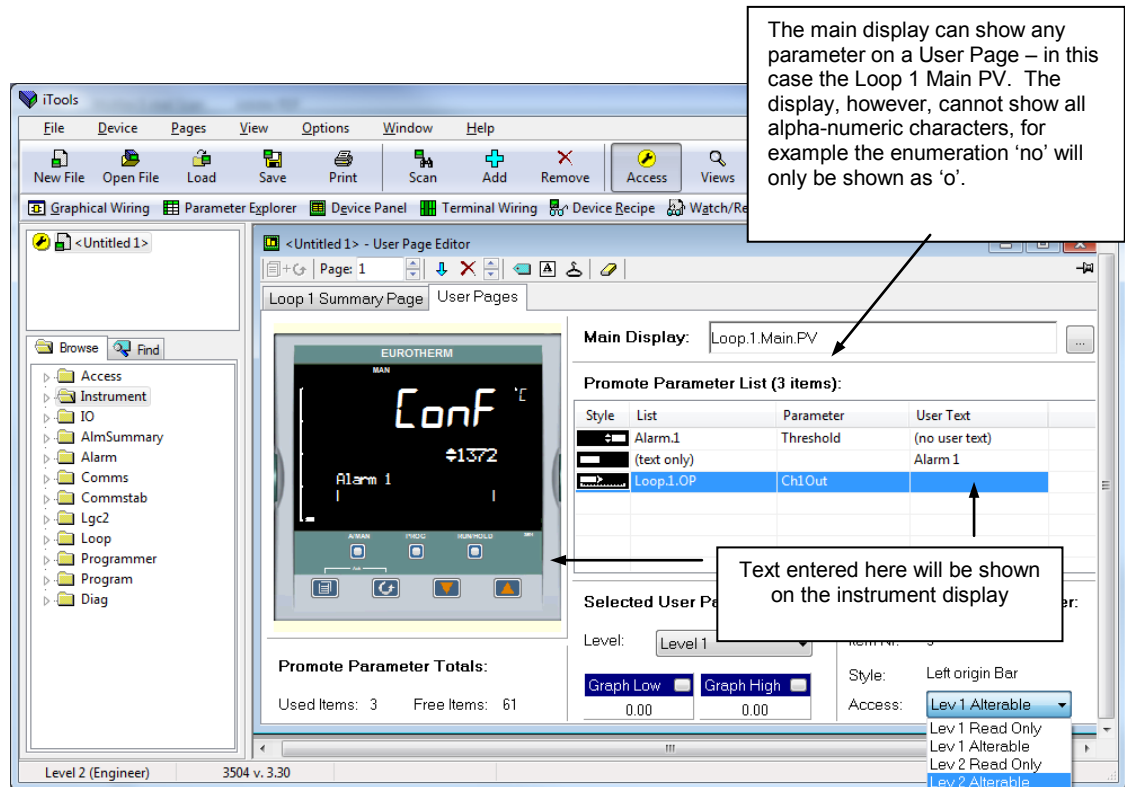 The main display can show any
parameter on a User Page – in this
case the Loop 1 Main PV. The
display, however, cannot show all
alpha-numeric characters, for
example the enumeration ‘no’ will
only be shown as ‘o’.
iTools
File Device Pages View Options Window Help
New File Open File Load Save Print Scan Add Remove Access Views
Graphical Wiring Parameter Explorer Device Panel Terminal Wiring Device Recipe Watch/Re
<Untitled 1>
<Untitled 1> - User Page Editor
Page: 1
Loop 1 Summary Page User Pages
Browse Find
Access
Instrument
IO
AlmSummary
Alarm
Comms
Commstab
Lgc2
Loop
Programmer
Program
Diag
EUROTHERM
MAN
ConF °C
1372
Alarm 1
A/MAN PROG RUN/HOLD
Main Display: Loop.1.Main.PV ...
Promote Parameter List (3 items):
Style List Parameter User Text
Alarm.1 Threshold (no user text)
(text only) Alarm 1
Loop.1.OP Ch1Out
Text entered here will be shown
on the instrument display
Selected User Pa er:
Level: Level 1
Graph Low Graph High
0.00 0.00
Style: Left origin Bar
Access: Lev 1 Alterable
Lev 1 Read Only
Lev 1 Alterable
Lev 2 Read Only
Lev 2 Alterable
Promote Parameter Totals:
Used Items: 3 Free Items: 61
Level 2 (Engineer) 3504 v. 3.30